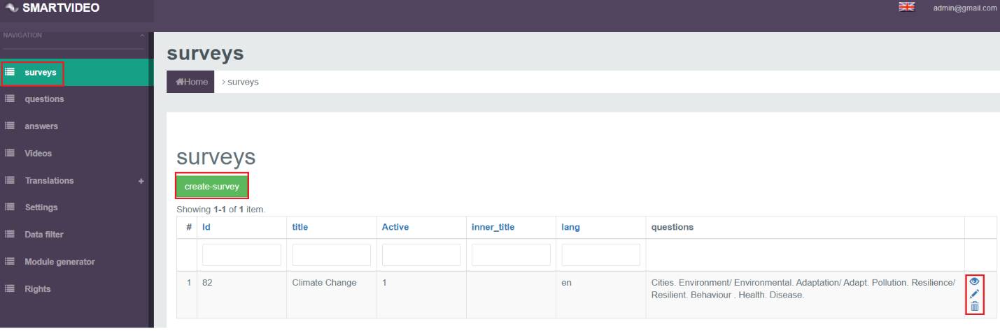 SMARTVIDEO
admin@gmail.com
NAVIGATION
surveys
questions
answers
Videos
Translations +
Settings
Data filter
Module generator
Rights
surveys
Home > surveys
surveys
create-survey
Showing 1-1 of 1 item.
# Id title Active inner_title lang questions
1 82 Climate Change 1 en Cities. Environment/ Environmental. Adaptation/ Adapt. Pollution. Resilience/
Resilient. Behaviour . Health. Disease.